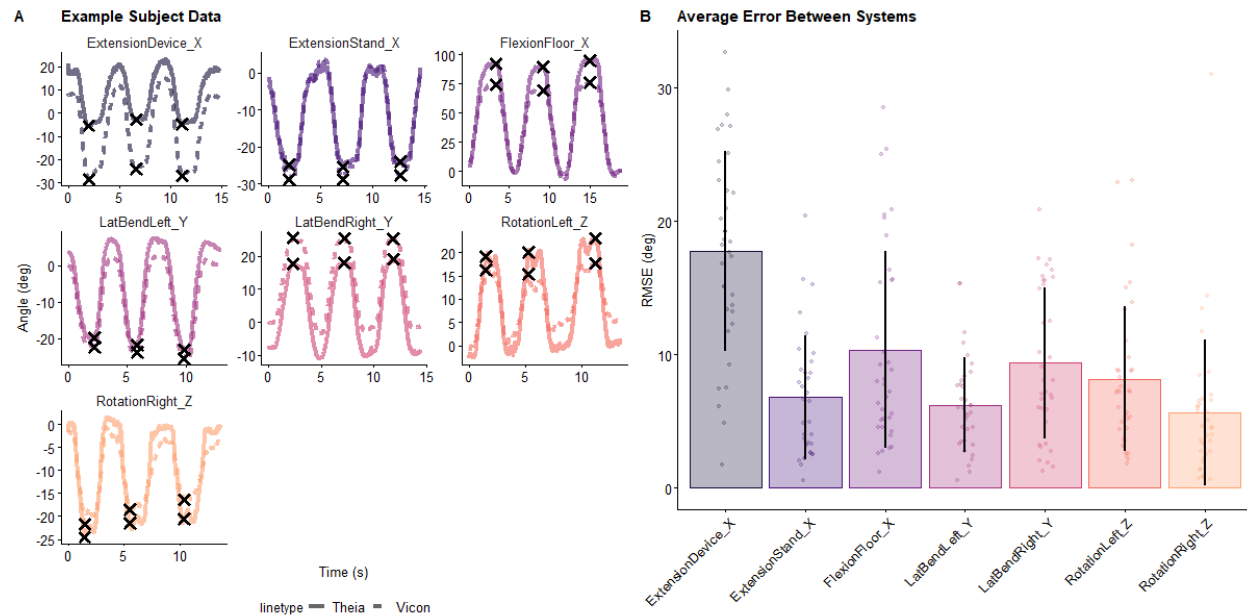 A Example Subject Data
ExtensionDevice_X
20
10
0
-10
-20
-30
0 5 10 15
ExtensionStand_X
0
-10
-20
-30
0 5 10
FlexionFloor_X
100
75
50
25
0
0 5 10 15
LatBendLeft_Y
0
-10
-20
0 5 10
LatBendRight_Y
20
10
0
-10
0 5 10 15
RotationLeft_Z
20
15
10
5
0
0 5 10
RotationRight_Z
0
-5
-10
-15
-20
-25
0 5 10
Angle (deg)
Time (s)
linetype Theia Vicon
B Average Error Between Systems
RMSE (deg)
30
20
10
0
ExtensionDevice_X
ExtensionStand_X
FlexionFloor_X
LatBendLeft_Y
LatBendRight_Y
RotationLeft_Z
RotationRight_Z